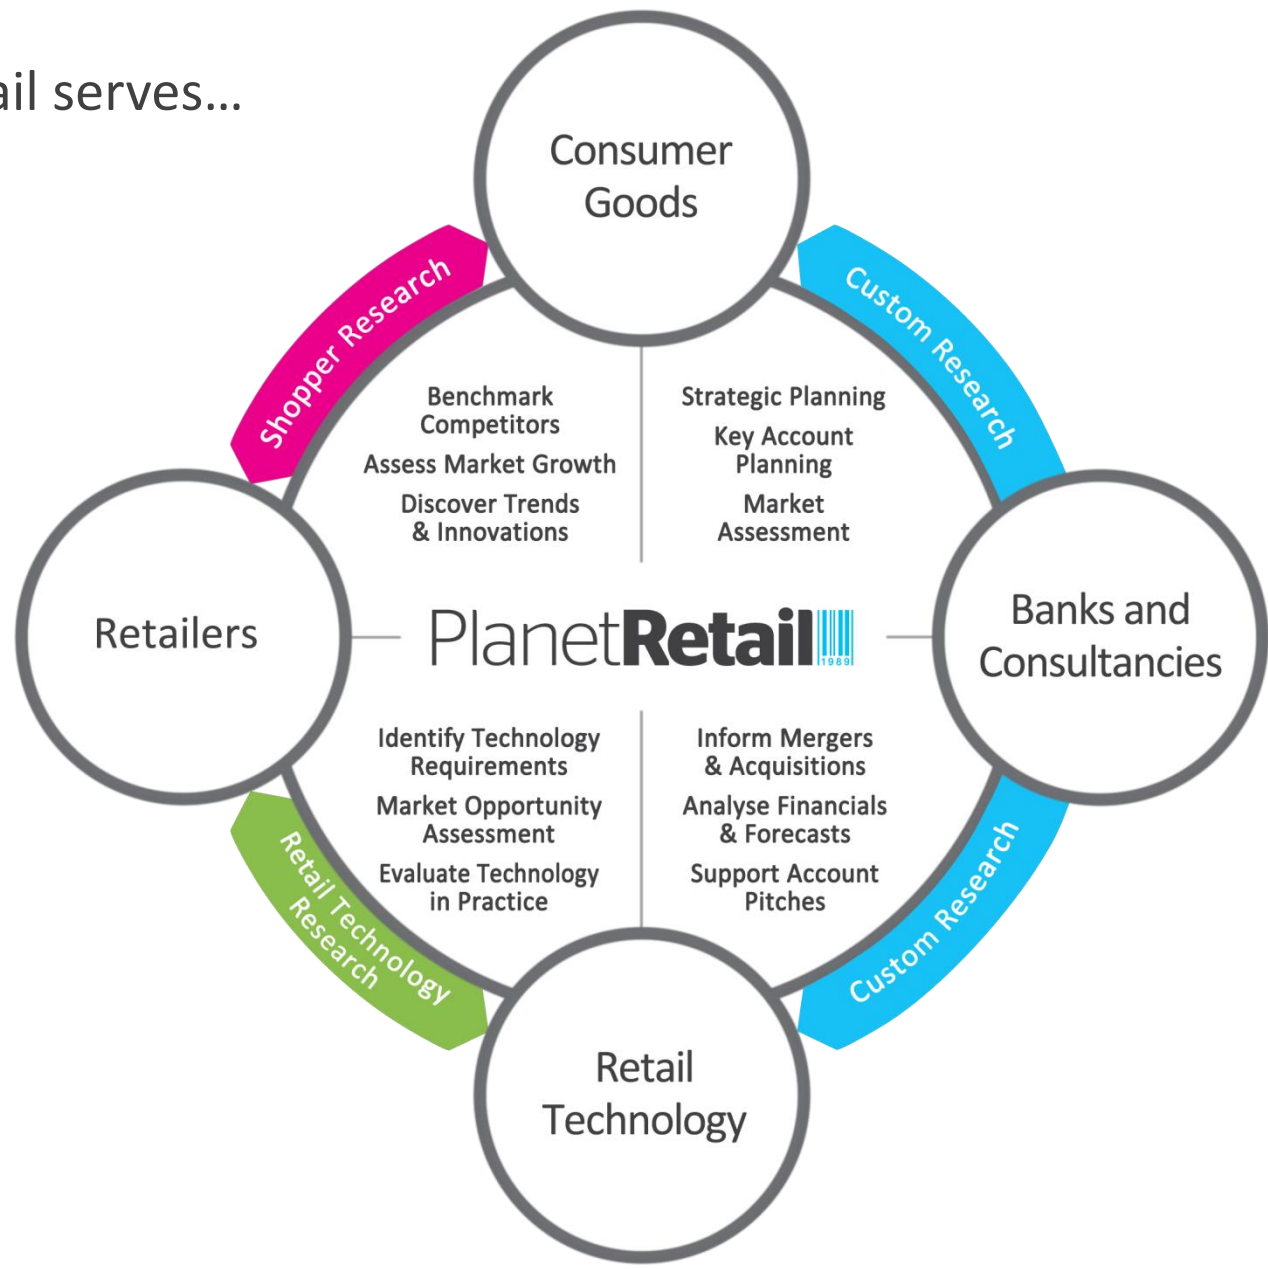 ail serves...
Consumer
Goods
Shopper Research
Custom Research
Benchmark
Competitors
Assess Market Growth
Discover Trends
& Innovations
Strategic Planning
Key Account
Planning
Market
Assessment
Retailers
PlanetRetail
1989
Banks and
Consultancies
Identify Technology
Requirements
Market Opportunity
Assessment
Evaluate Technology
in Practice
Inform Mergers
& Acquisitions
Analyse Financials
& Forecasts
Support Account
Pitches
Retail Technology
Research
Custom Research
Retail
Technology